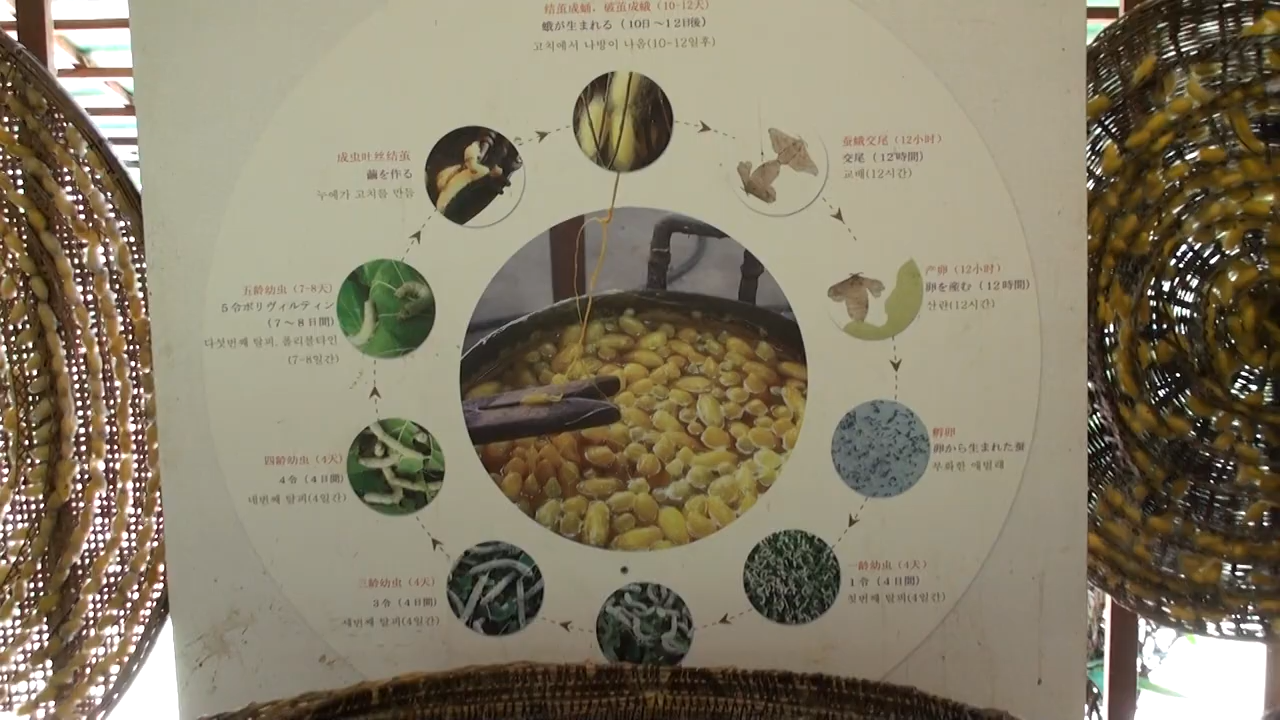 结茧成蛹，破茧成蛾（10-12天）
蛾が生まれる（10日～12日後）
고치에서 나방이 나옴(10-12일후)
蚕蛾交尾（12小时）
交尾（12時間）
교배(12시간)
产卵（12小时）
卵を産む（12時間）
산란(12시간)
孵卵
卵から生まれた蚕
부화한 애벌레
一龄幼虫（4天）
1令（4日間）
첫번째 탈피(4일간)
三龄幼虫（4天）
3令（4日間）
세번째 탈피(4일간)
四龄幼虫（4天）
4令（4日間）
네번째 탈피(4일간)
五龄幼虫（7-8天）
5令ポリヴィルティン
（7～8日間）
다섯번째 탈피, 폴리볼타인
(7-8일간)
成虫吐丝结茧
繭を作る
누에가 고치를 만듬